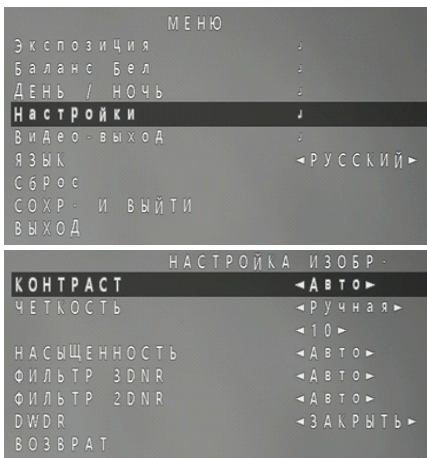 МЕНЮ
ЭкспозиЦия ↲
Баланс Бел ↲
ДЕНЬ / НОЧЬ ↲
Настройки ↲
ВиДео-выхоД ↲
ЯЗЫК ◄РУССКИЙ►
Сброс
СОХР- И ВЫЙТИ
ВЫХОД
НАСТРОЙКА ИЗОБР-
КОНТРАСТ ◄Авто►
ЧЕТКОСТЬ ◄Ручная►
◄10►
НАСЫЩЕННОСТЬ ◄Авто►
ФИЛЬТР 3DNR ◄Авто►
ФИЛЬТР 2DNR ◄Авто►
DWDR ◄ЗАКРЫТЬ►
ВОЗВРАТ